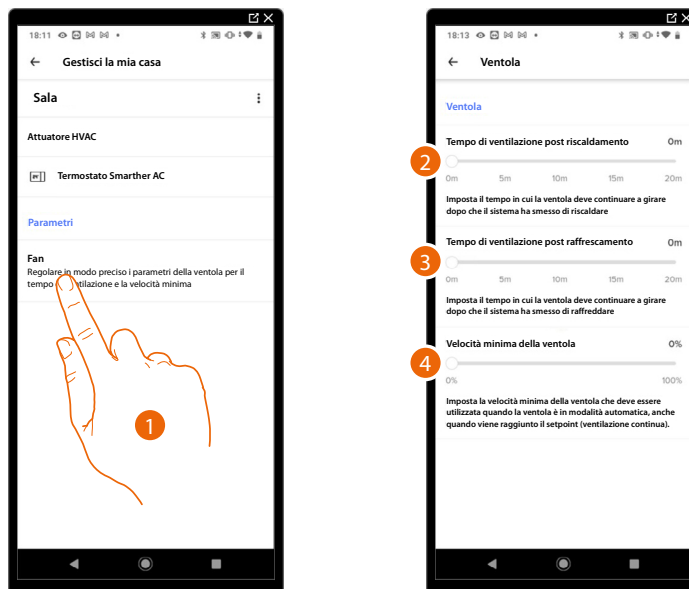 18:11
Gestisci la mia casa
Sala
Attuatore HVAC
Termostato Smarther AC
Parametri
Fan
Regolare in modo preciso i parametri della ventola per il
tempo tilazione e la velocità minima
1
18:13
Ventola
Ventola
Tempo di ventilazione post riscaldamento 0m
2
0m 5m 10m 15m 20m
Imposta il tempo in cui la ventola deve continuare a girare
dopo che il sistema ha smesso di riscaldare
Tempo di ventilazione post raffrescamento 0m
3
0m 5m 10m 15m 20m
Imposta il tempo in cui la ventola deve continuare a girare
dopo che il sistema ha smesso di raffreddare
Velocità minima della ventola 0%
4
0% 100%
Imposta la velocità minima della ventola che deve essere
utilizzata quando la ventola è in modalità automatica, anche
quando viene raggiunto il setpoint (ventilazione continua).